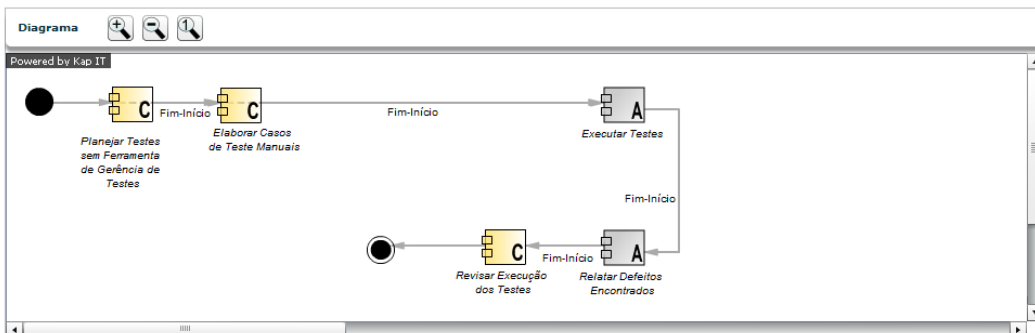 Diagrama
1
Powered by Kap IT
C
Fim-Início
C
Fim-Início
A
Planejar Testes
sem Ferramenta
de Gerência de
Testes
Elaborar Casos
de Teste Manuais
Executar Testes
Fim-Início
C
Fim-Início
A
Revisar Execução
dos Testes
Relatar Defeitos
Encontrados